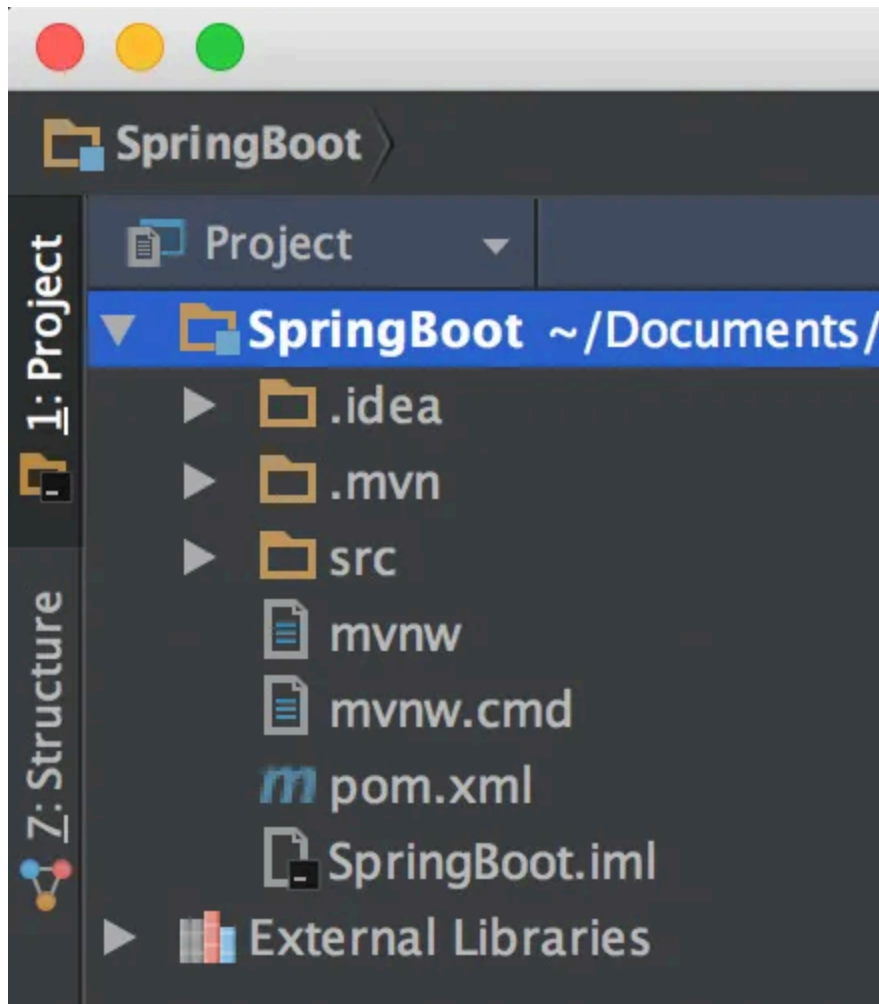 SpringBoot
Project
1: Project
SpringBoot ~/Documents/
.idea
.mvn
src
mvnw
mvnw.cmd
pom.xml
SpringBoot.iml
External Libraries
7: Structure